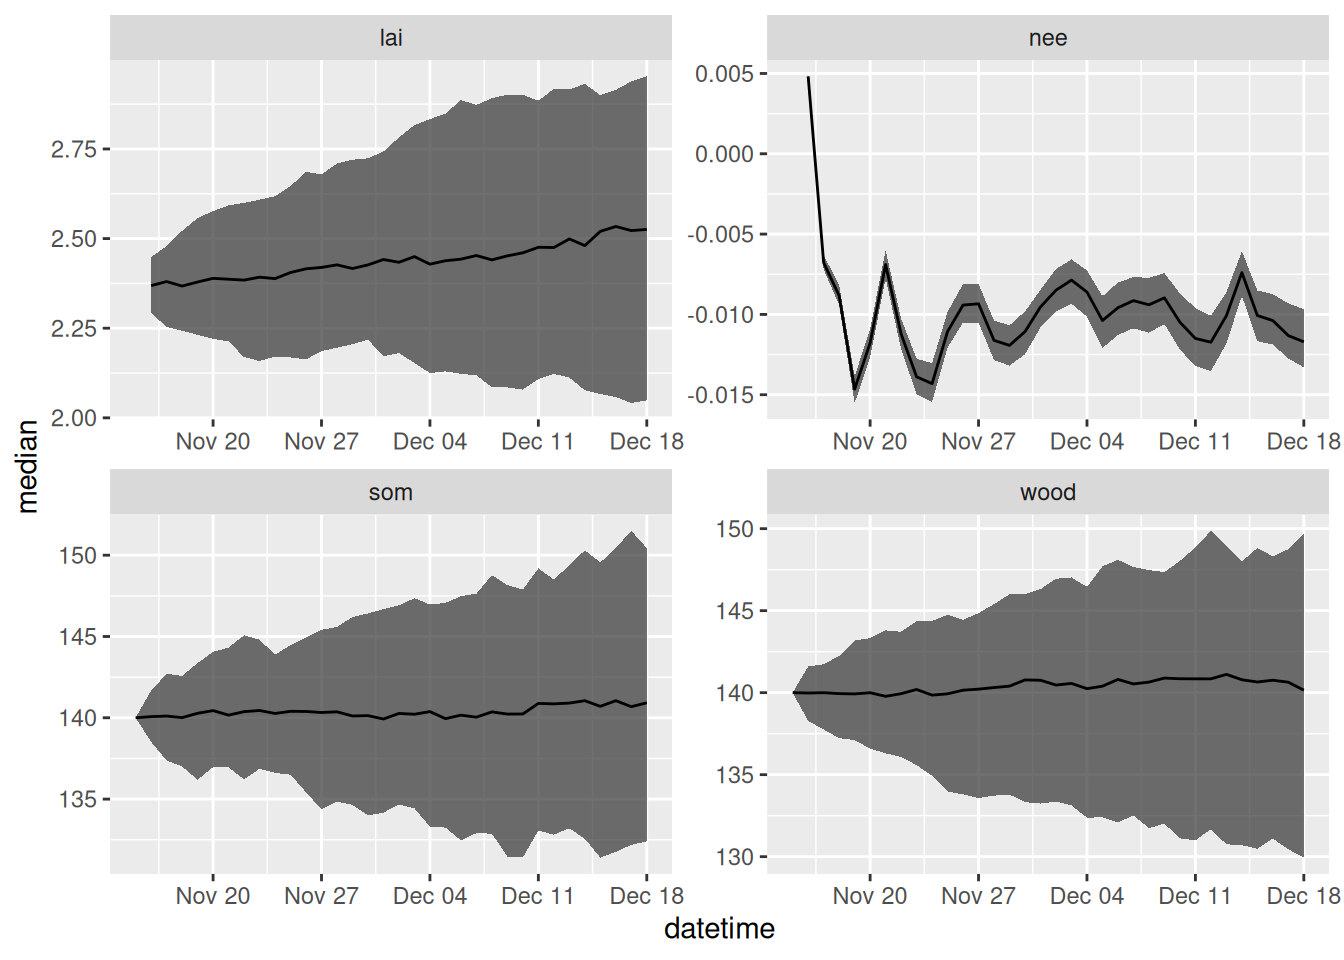 lai
nee
2.75
2.50
2.25
2.00
0.005
0.000
-0.005
-0.010
-0.015
Nov 20 Nov 27 Dec 04 Dec 11 Dec 18
Nov 20 Nov 27 Dec 04 Dec 11 Dec 18
median
som
wood
150
145
140
135
150
145
140
135
130
Nov 20 Nov 27 Dec 04 Dec 11 Dec 18
Nov 20 Nov 27 Dec 04 Dec 11 Dec 18
datetime